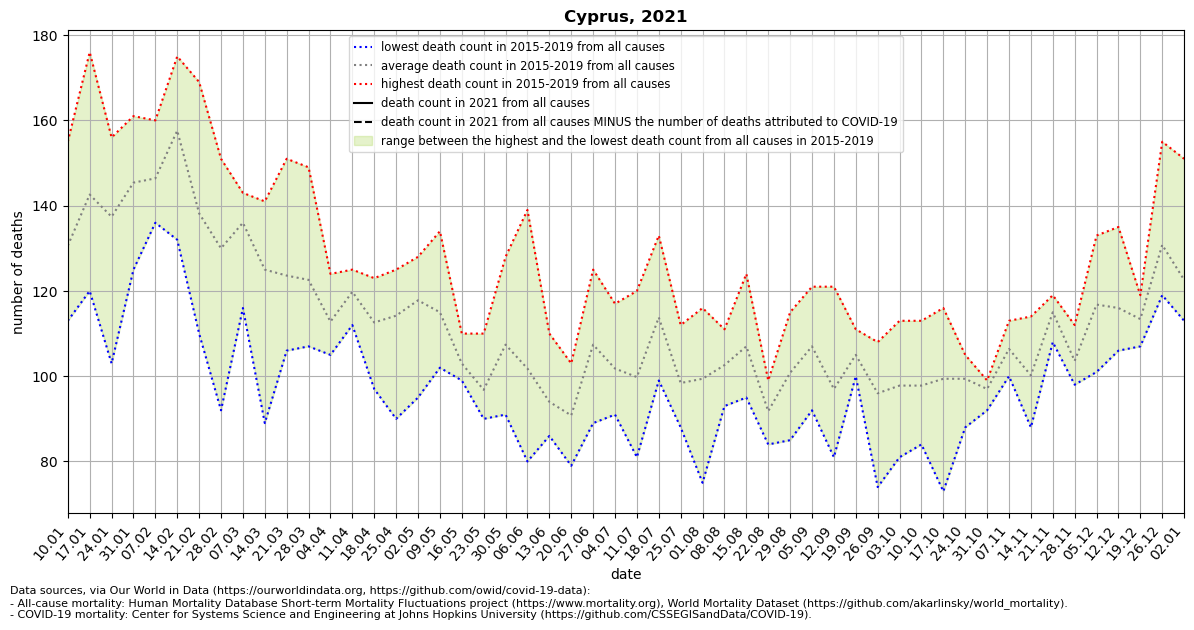 Cyprus, 2021
lowest death count in 2015-2019 from all causes
average death count in 2015-2019 from all causes
highest death count in 2015-2019 from all causes
death count in 2021 from all causes
death count in 2021 from all causes MINUS the number of deaths attributed to COVID-19
range between the highest and the lowest death count from all causes in 2015-2019
number of deaths
180
160
140
120
100
80
10.01 17.01 24.01 31.01 07.02 14.02 21.02 28.02 07.03 14.03 21.03 28.03 04.04 11.04 18.04 25.04 02.05 09.05 16.05 23.05 30.05 06.06 13.06 20.06 27.06 04.07 11.07 18.07 25.07 01.08 08.08 15.08 22.08 29.08 05.09 12.09 19.09 26.09 03.10 10.10 17.10 24.10 31.10 07.11 14.11 21.11 28.11 05.12 12.12 19.12 26.12 02.01
date
Data sources, via Our World in Data (https://ourworldindata.org, https://github.com/owid/covid-19-data):
- All-cause mortality: Human Mortality Database Short-term Mortality Fluctuations project (https://www.mortality.org), World Mortality Dataset (https://github.com/akarlinsky/world_mortality).
- COVID-19 mortality: Center for Systems Science and Engineering at Johns Hopkins University (https://github.com/CSSEGISandData/COVID-19).